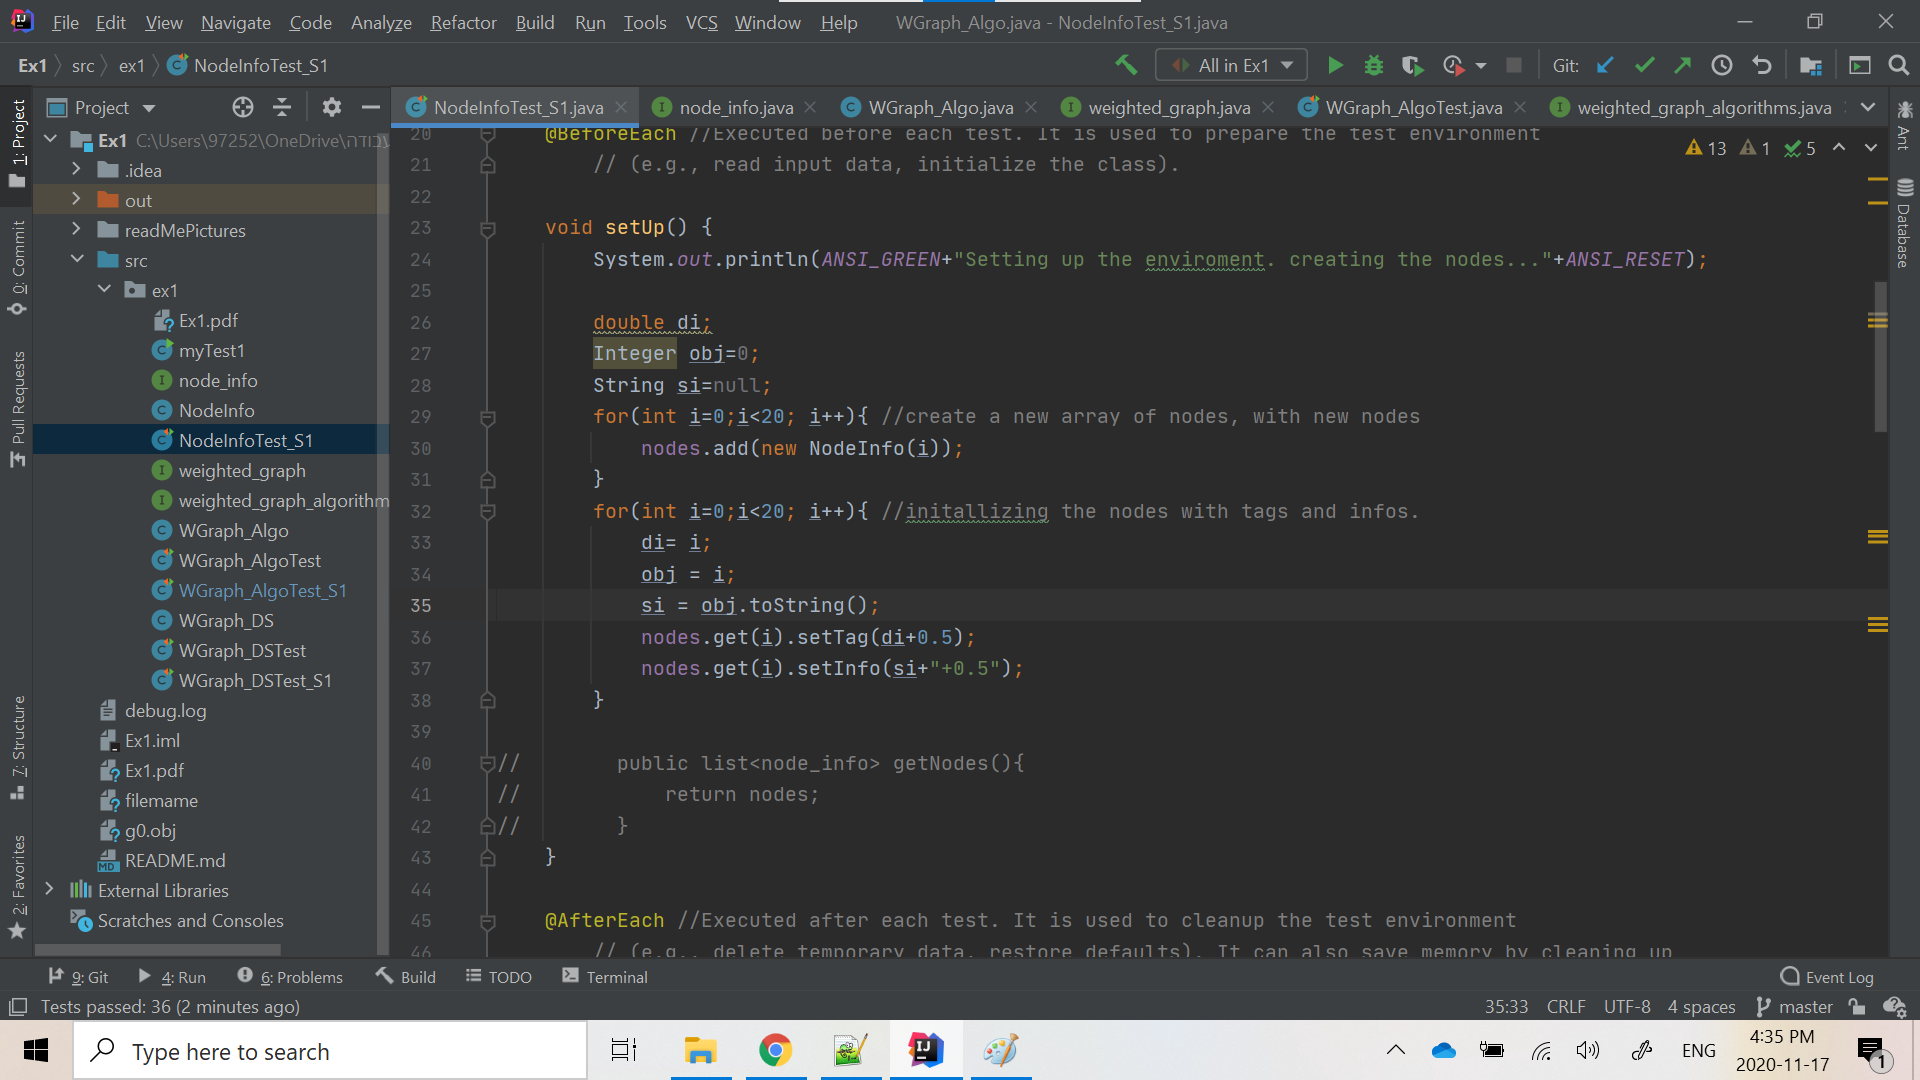 File Edit View Navigate Code Analyze Refactor Build Run Tools VCS Window Help WGraph_Algo.java - NodeInfoTest_S1.java
Ex1 src ex1 NodeInfoTest_S1 All in Ex1 Git:
Project NodeInfoTest_S1.java node_info.java WGraph_Algo.java weighted_graph.java WGraph_AlgoTest.java weighted_graph_algorithms.java
1: Project
0: Commit
Pull Requests
7: Structure
2: Favorites
Ex1 C:\Users\97252\OneDrive\
.idea
out
readMePictures
src
ex1
Ex1.pdf
myTest1
node_info
NodeInfo
NodeInfoTest_S1
weighted_graph
weighted_graph_algorithm
WGraph_Algo
WGraph_AlgoTest
WGraph_AlgoTest_S1
WGraph_DS
WGraph_DSTest
WGraph_DSTest_S1
debug.log
Ex1.iml
Ex1.pdf
filemame
g0.obj
README.md
External Libraries
Scratches and Consoles
20 @BeforeEach //Executed before each test. It is used to prepare the test environment
21 // (e.g., read input data, initialize the class).
22
23 void setUp() {
24 System.out.println(ANSI_GREEN+"Setting up the enviroment. creating the nodes..."+ANSI_RESET);
25
26 double di;
27 Integer obj=0;
28 String si=null;
29 for(int i=0;i<20; i++){ //create a new array of nodes, with new nodes
30 nodes.add(new NodeInfo(i));
31 }
32 for(int i=0;i<20; i++){ //initallizing the nodes with tags and infos.
33 di= i;
34 obj = i;
35 si = obj.toString();
36 nodes.get(i).setTag(di+0.5);
37 nodes.get(i).setInfo(si+"+0.5");
38 }
39
40 // public list<node_info> getNodes(){
41 // return nodes;
42 // }
43 }
44
45 @AfterEach //Executed after each test. It is used to cleanup the test environment
46 // (e.g., delete temporary data, restore defaults). It can also save memory by cleaning up
13 1 5
Ant
Database
9: Git 4: Run 6: Problems Build TODO Terminal Event Log
Tests passed: 36 (2 minutes ago) 35:33 CRLF UTF-8 4 spaces master
Type here to search ENG 4:35 PM
2020-11-17 1